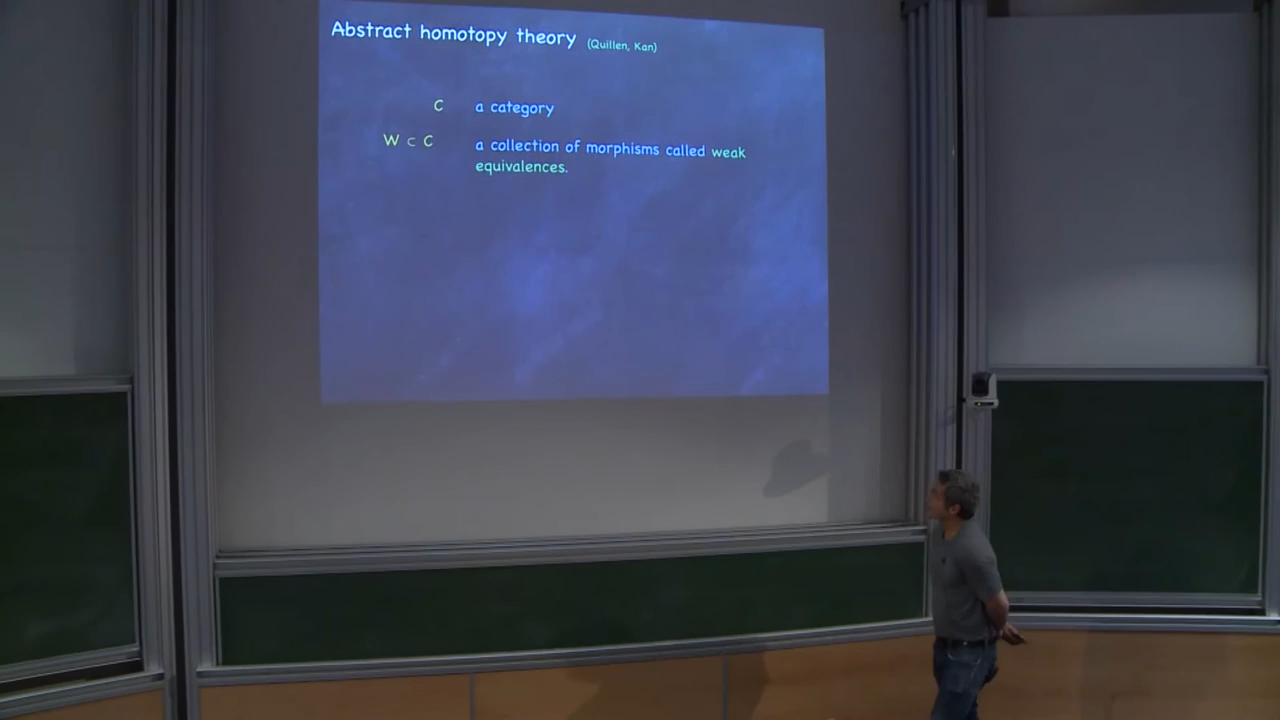 Abstract homotopy theory (Quillen, Kan)
C a category
W ⊂ C a collection of morphisms called weak
equivalences.